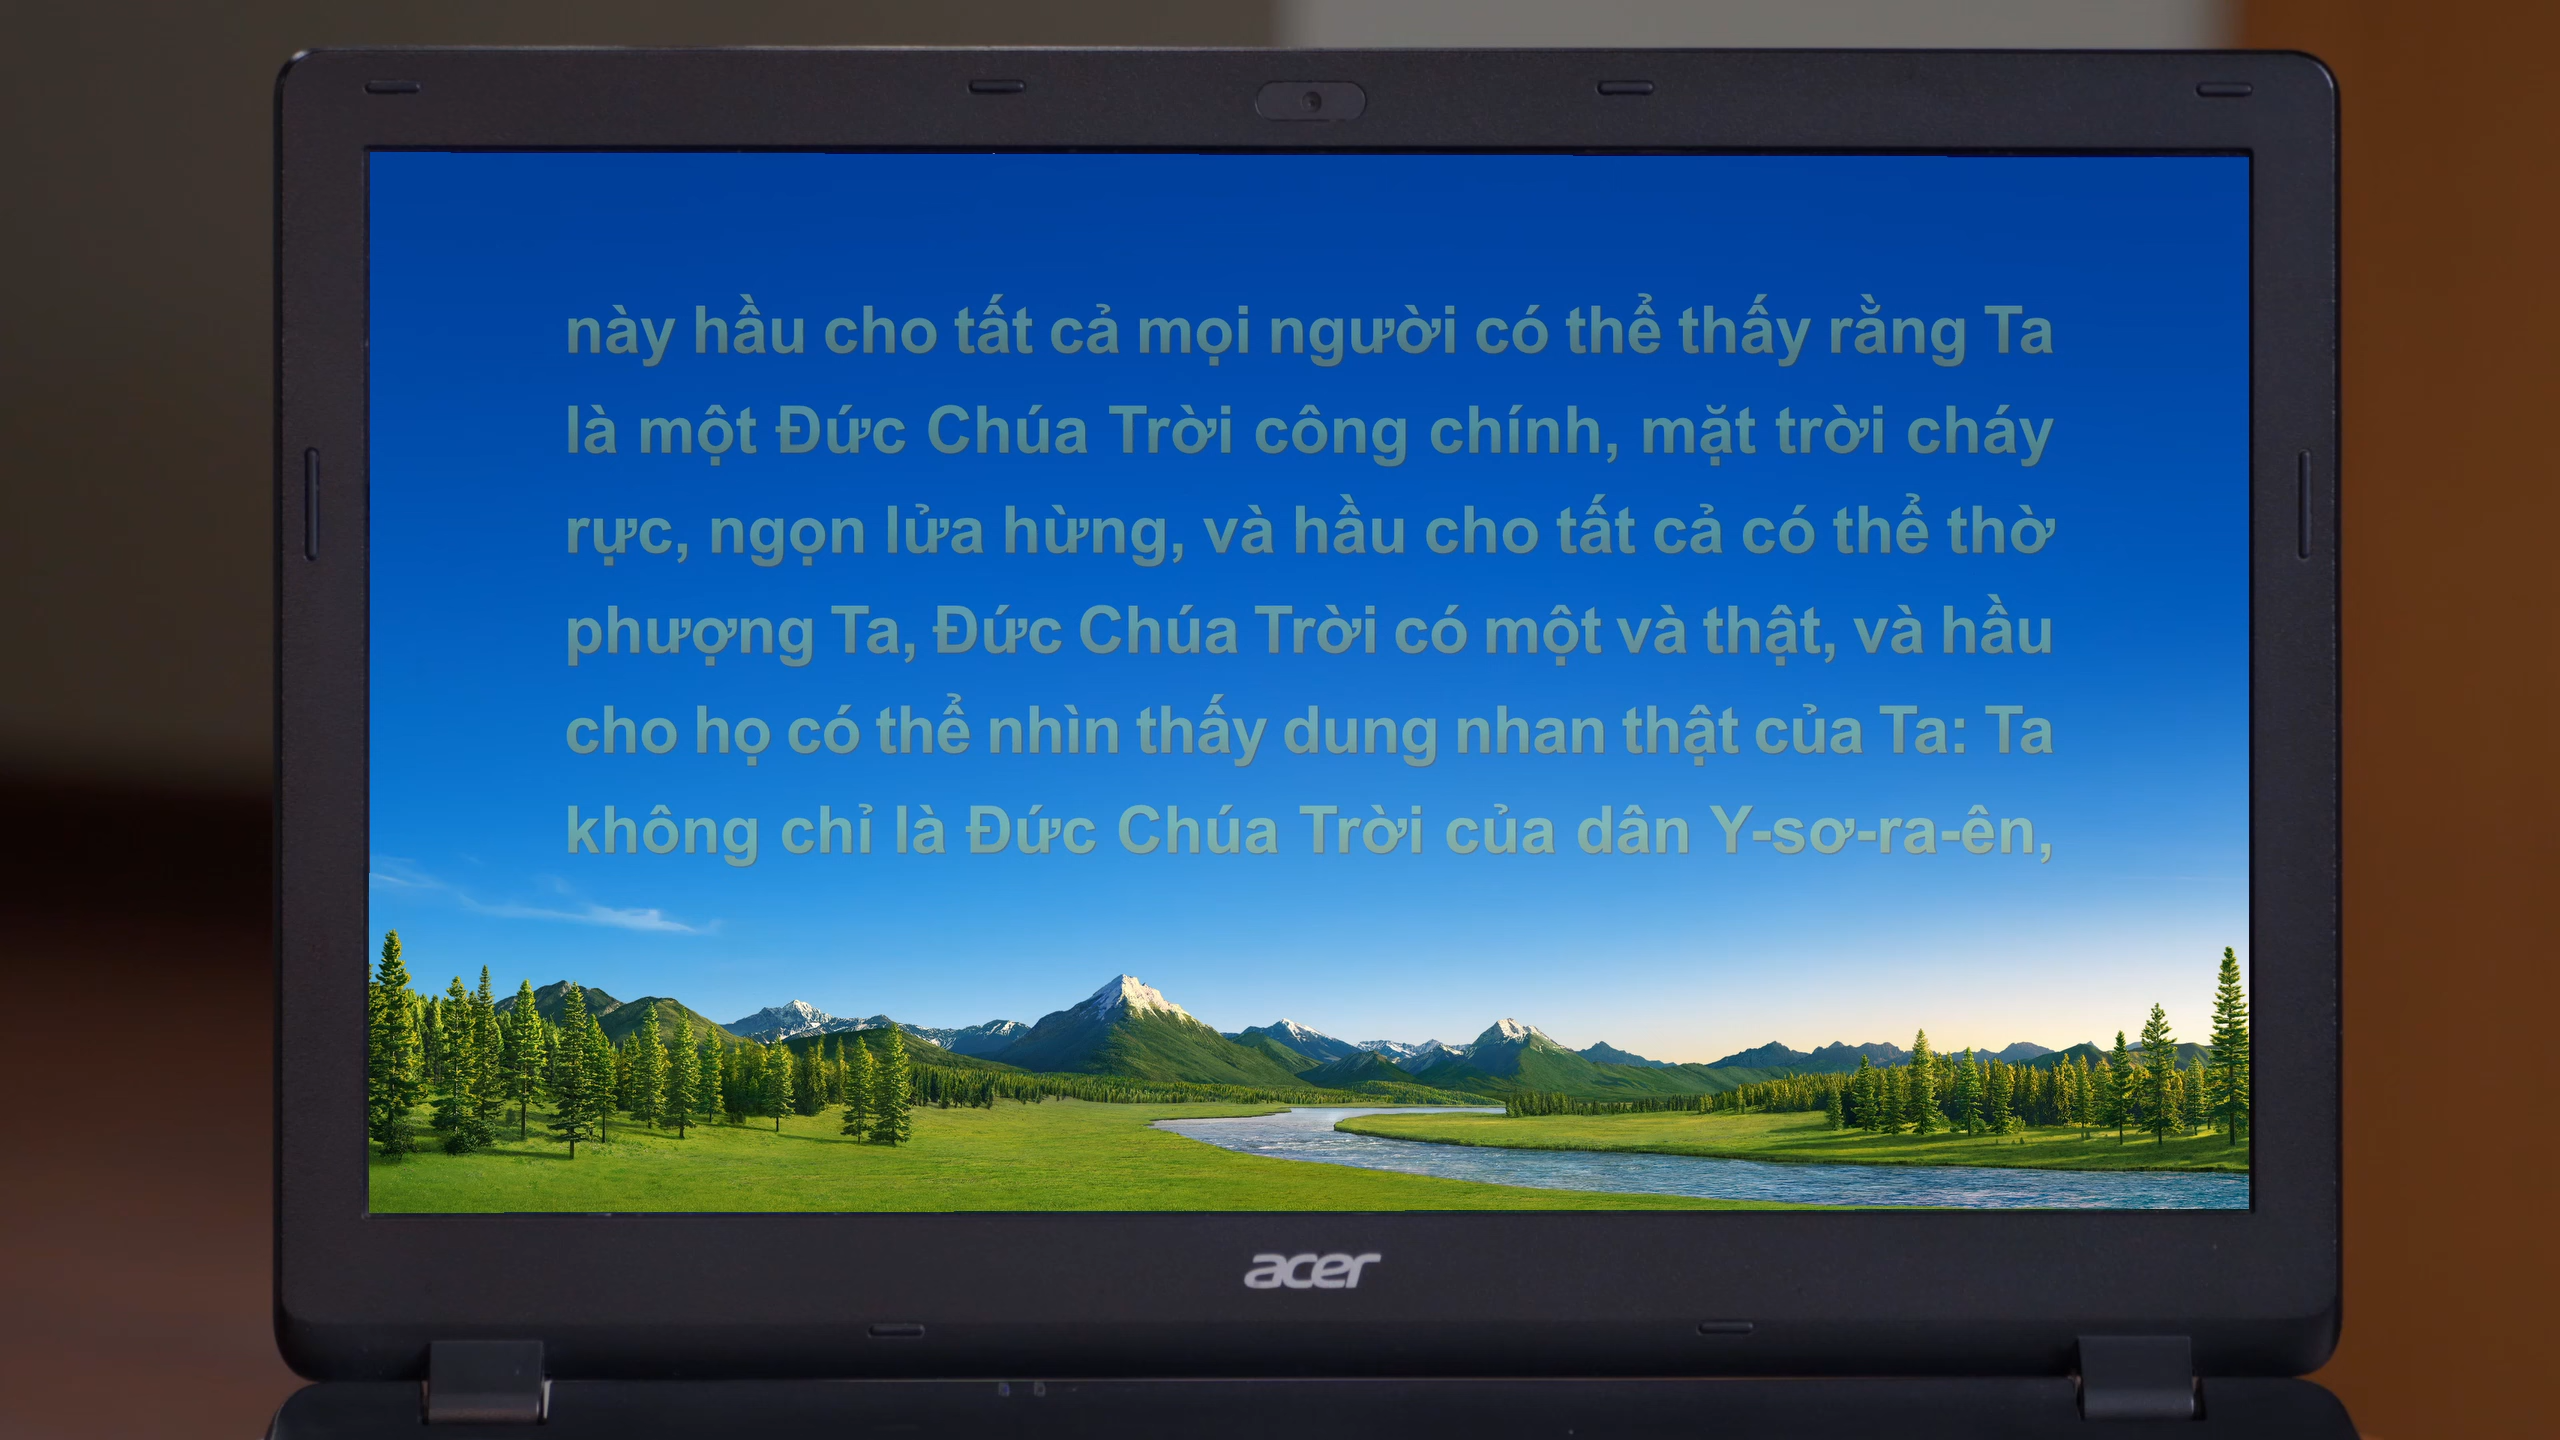 này hầu cho tất cả mọi người có thể thấy rằng Ta
là một Đức Chúa Trời công chính, mặt trời cháy
rực, ngọn lửa hừng, và hầu cho tất cả có thể thờ
phượng Ta, Đức Chúa Trời có một và thật, và hầu
cho họ có thể nhìn thấy dung nhan thật của Ta: Ta
không chỉ là Đức Chúa Trời của dân Y-sơ-ra-ên,
acer